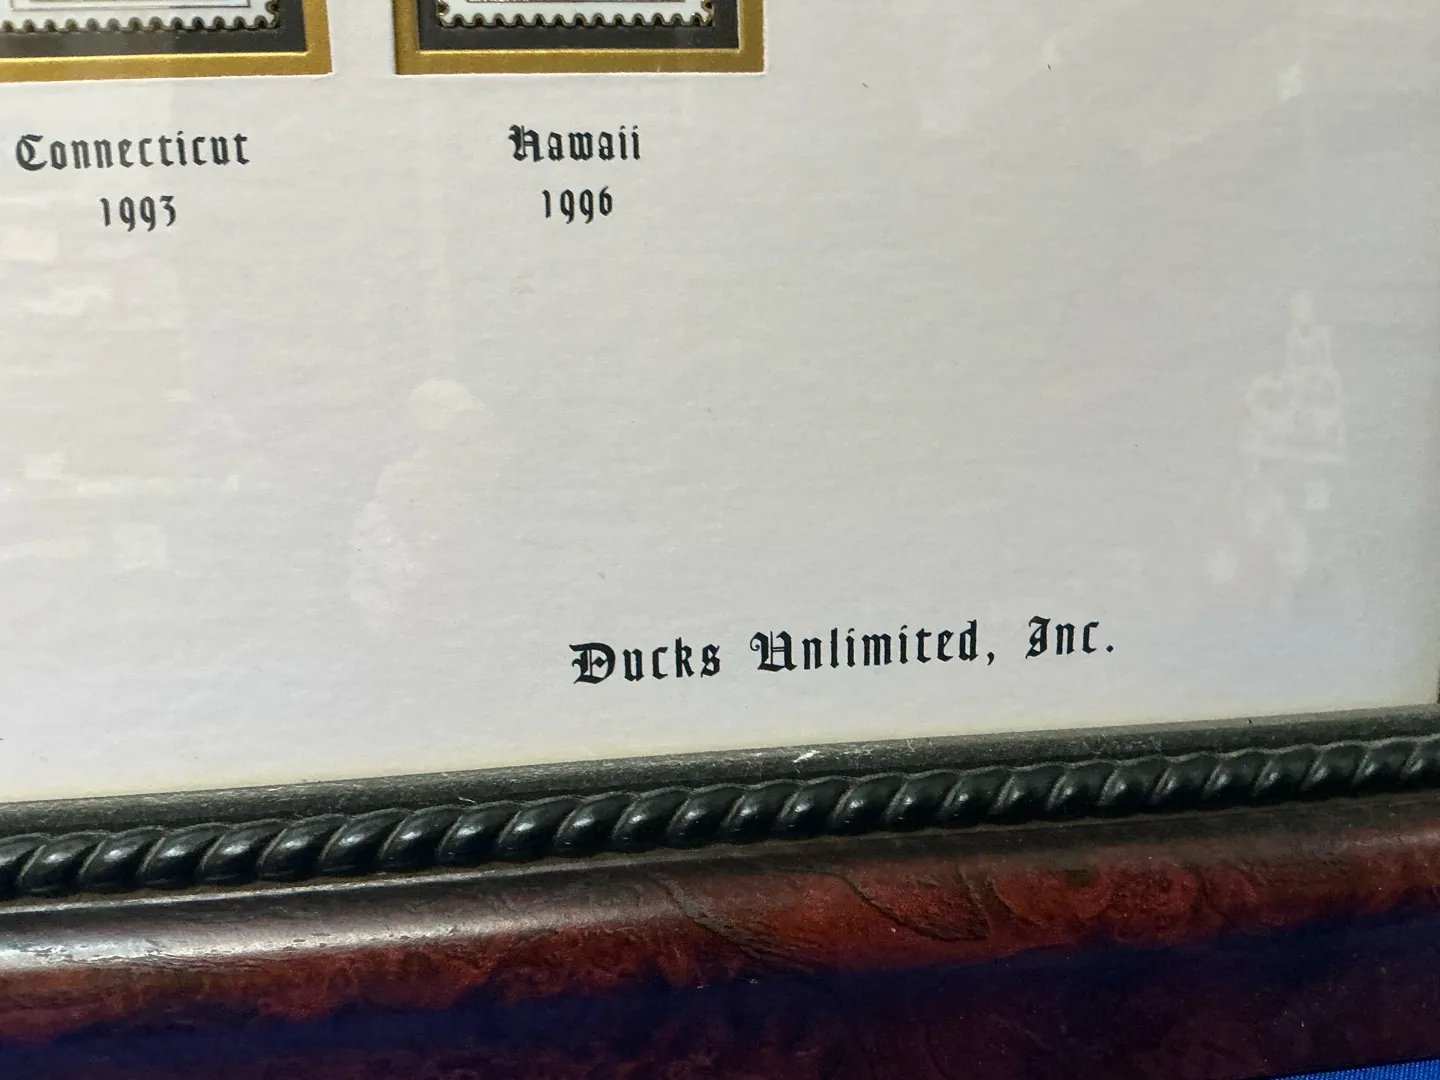 Connecticut
1993
Hawaii
1996
Ducks Unlimited, Inc.